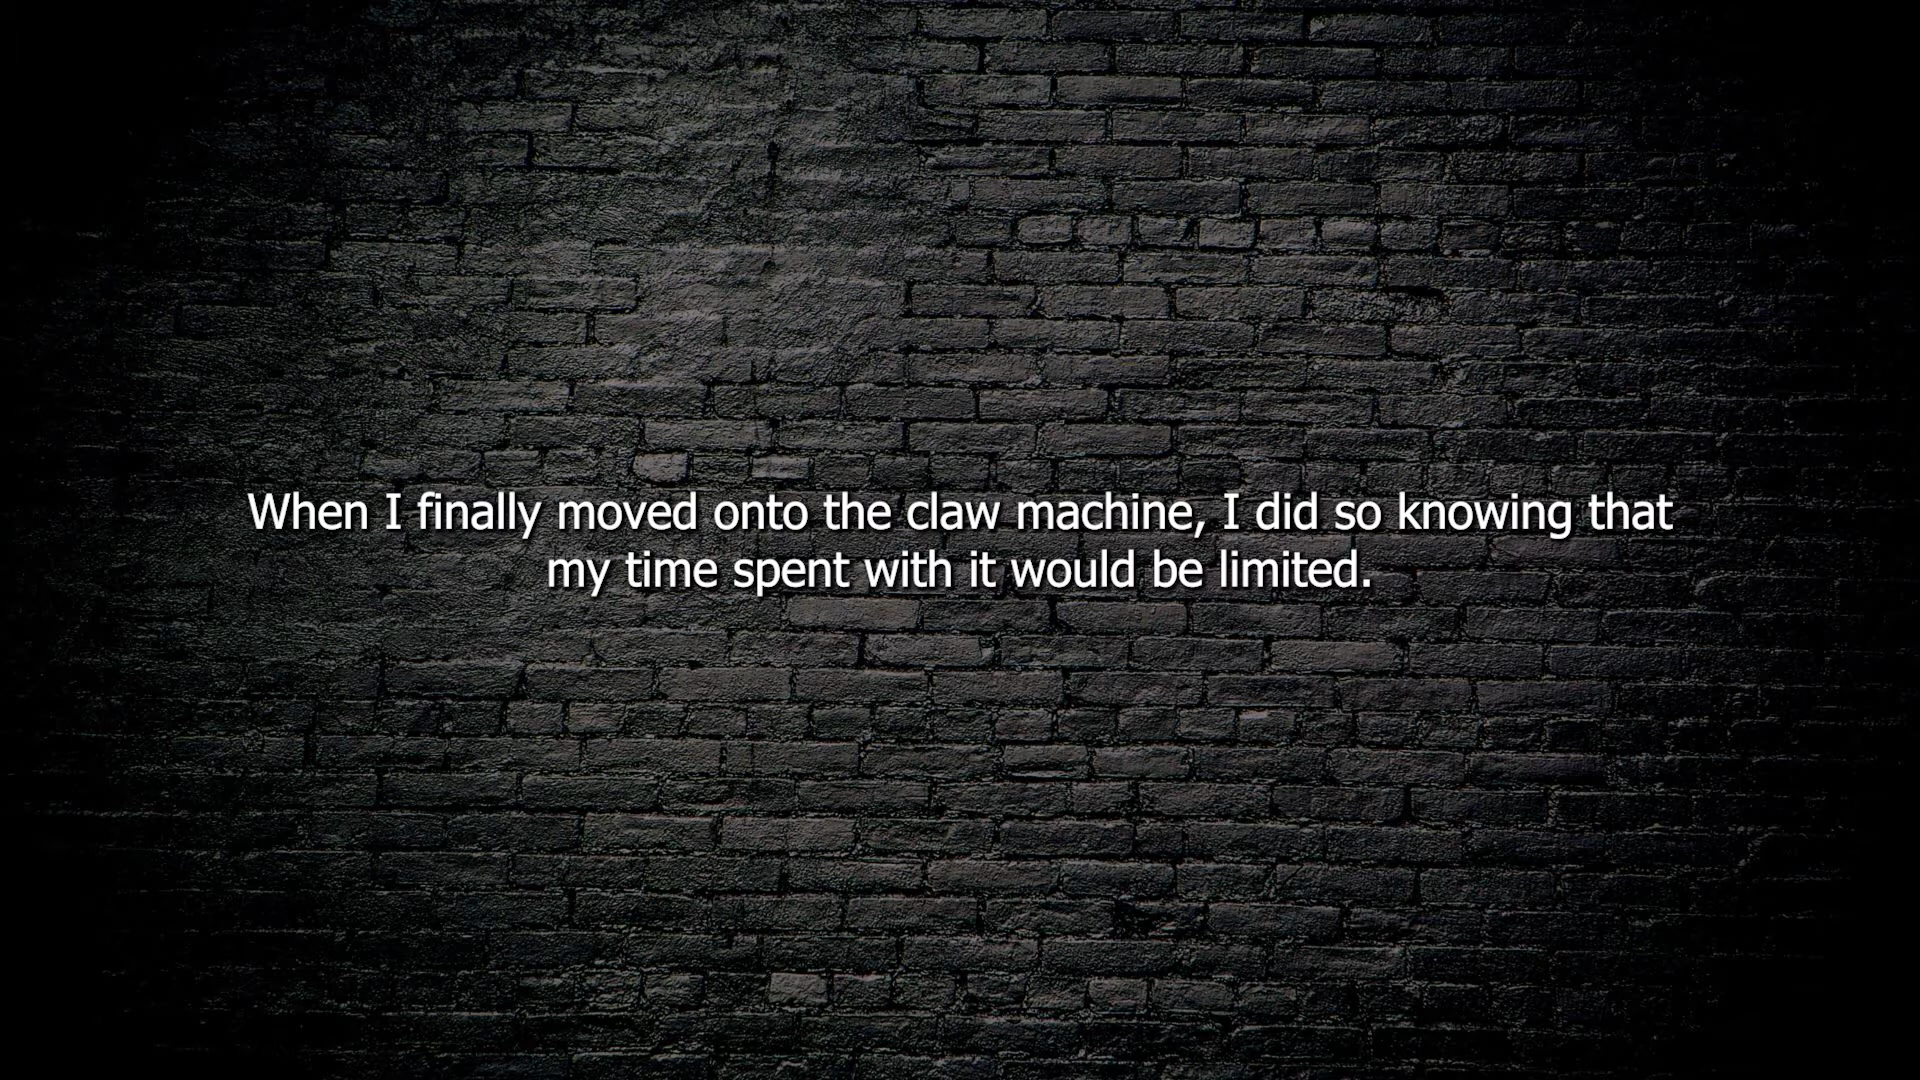 When I finally moved onto the claw machine, I did so knowing that
my time spent with it would be limited.